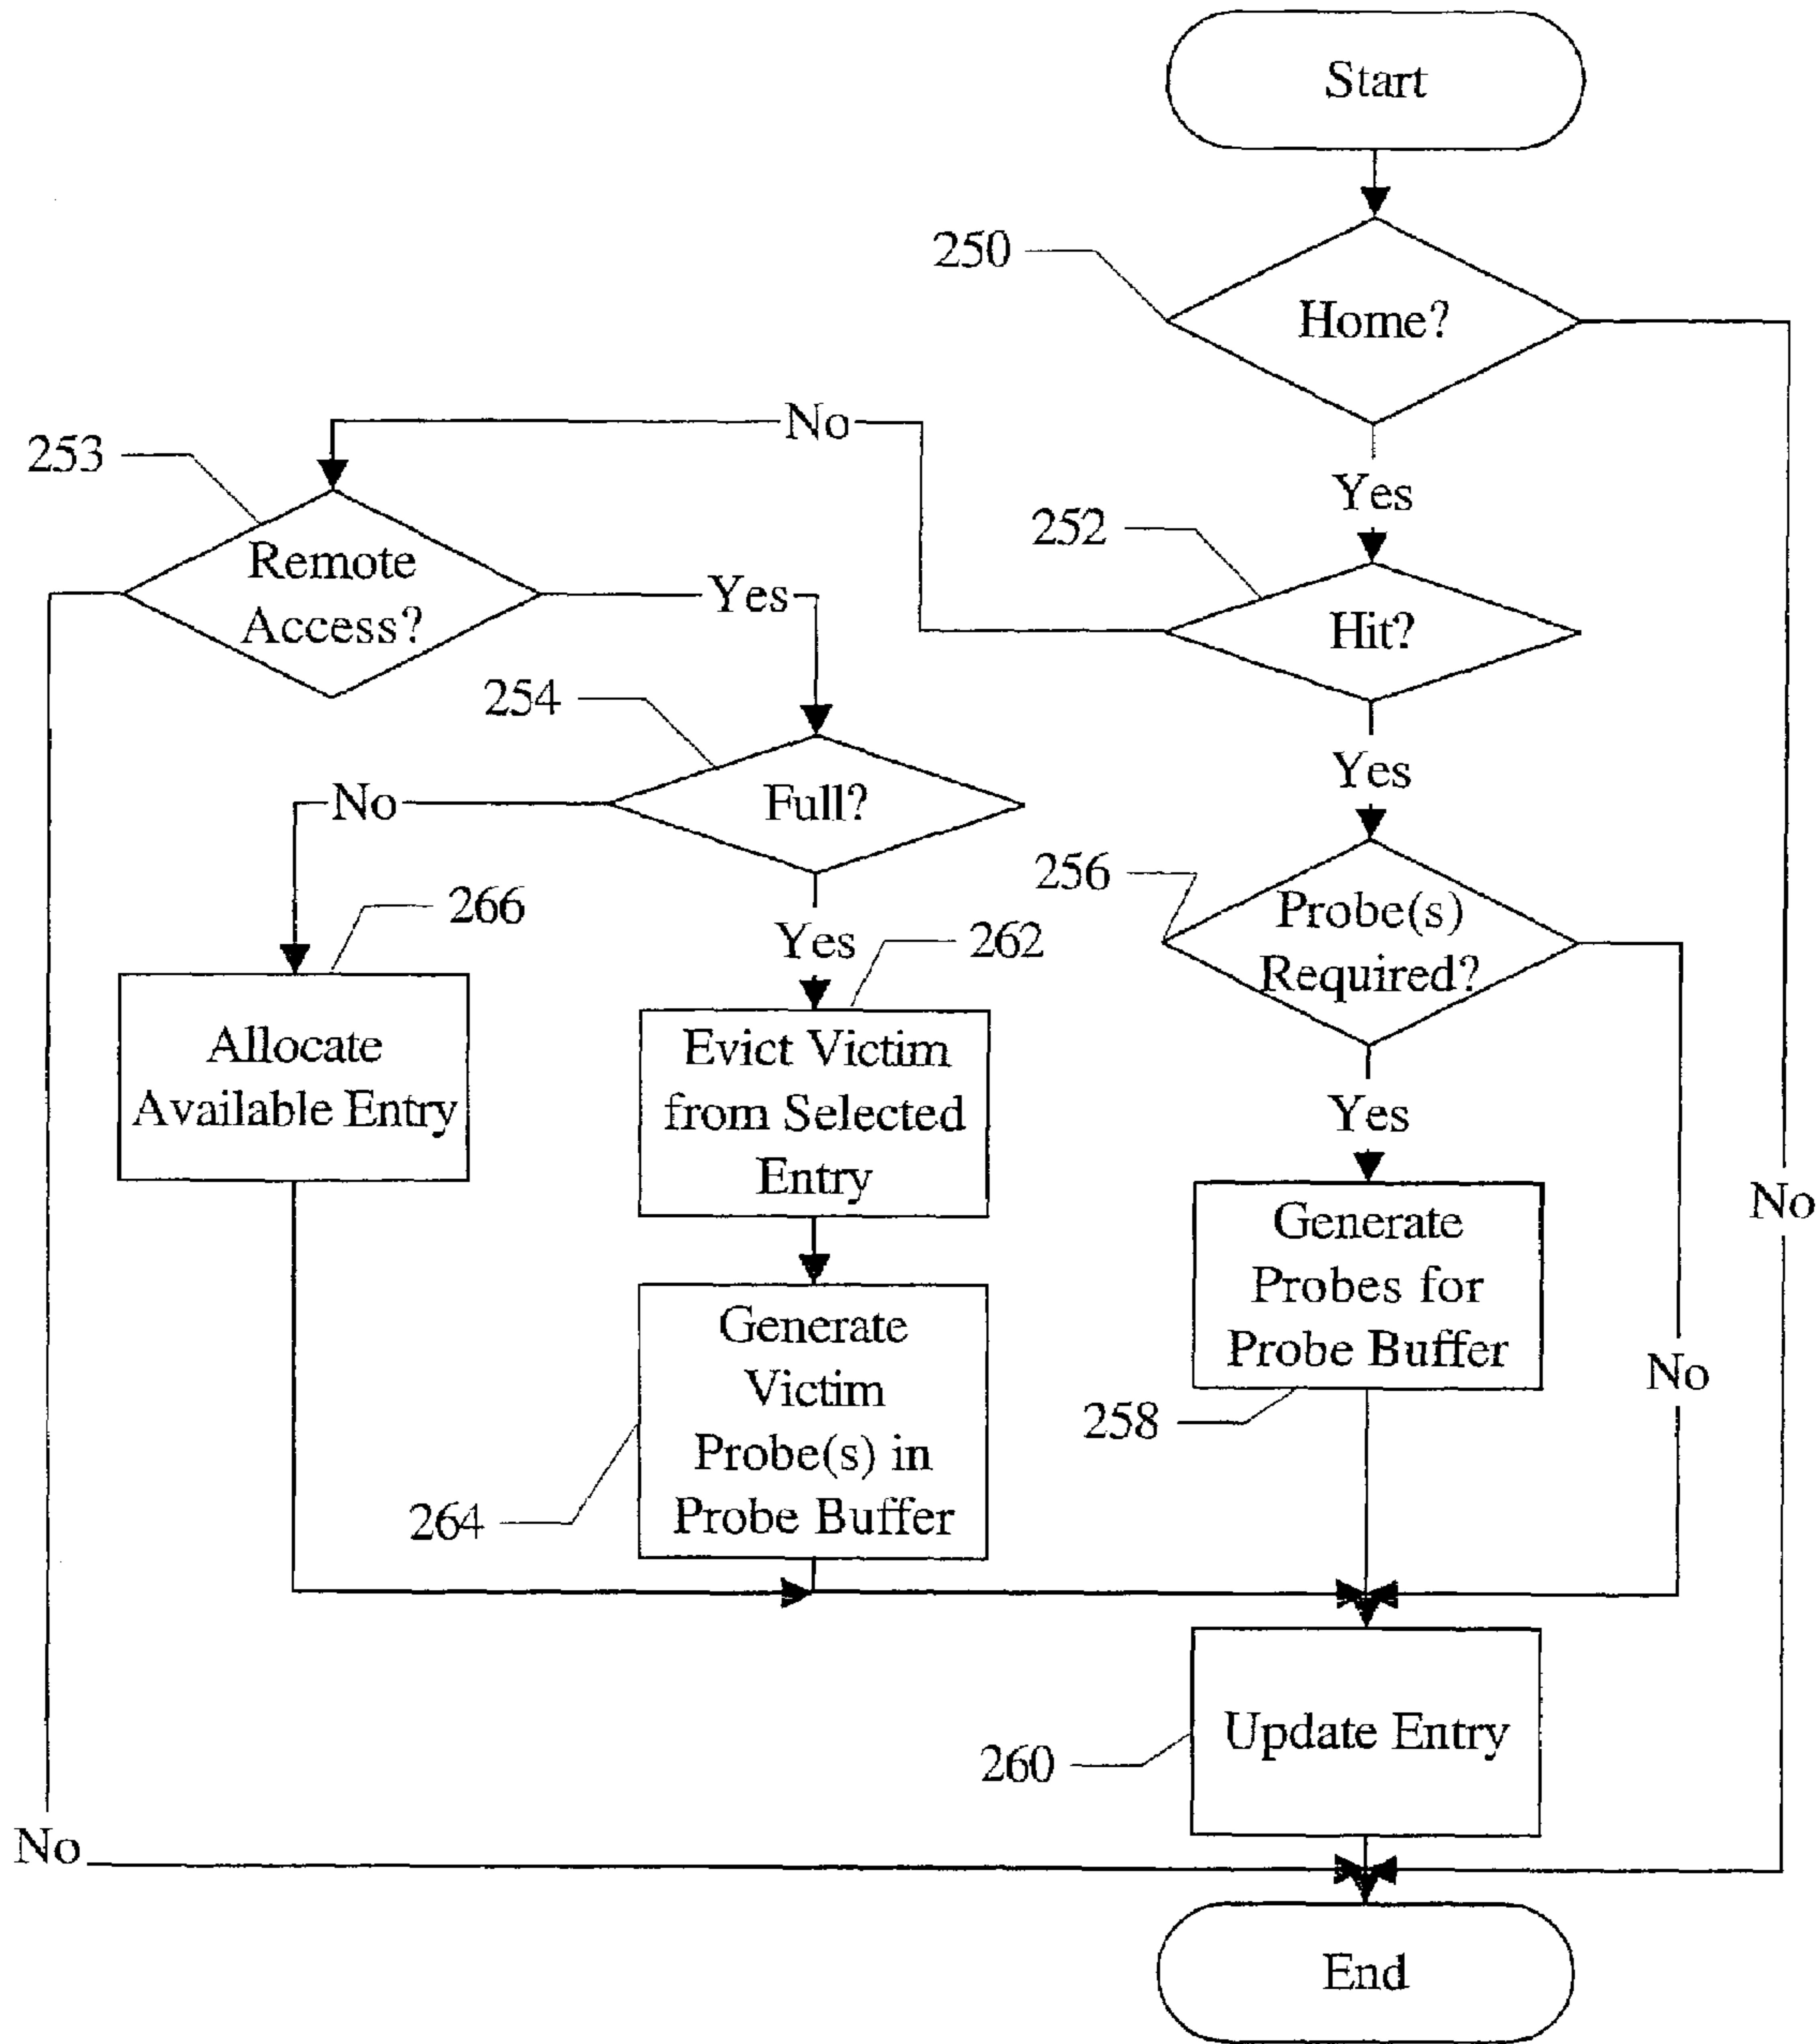 Start
250
Home?
No
253
Yes
252
Remote
Access?
Yes
Hit?
254
Yes
No
Full?
256
Probe(s)
Required?
266
Yes
262
Allocate
Available Entry
Evict Victim
from Selected
Entry
Yes
No
Generate
Probes for
Probe Buffer
Generate
Victim
Probe(s) in
Probe Buffer
No
258
264
Update Entry
260
No
End